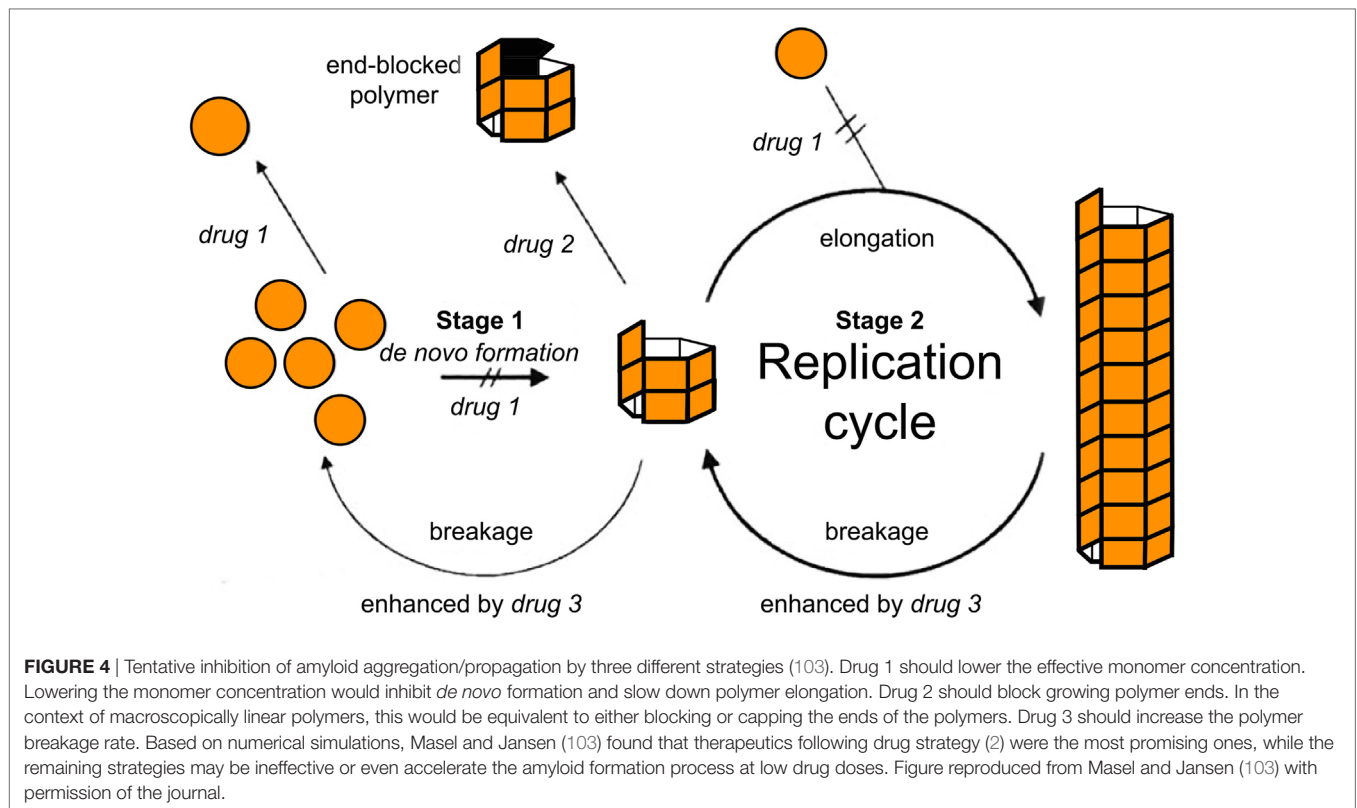 end-blocked
polymer
drug 1
drug 1
drug 2
elongation
Stage 1
de novo formation
drug 1
Stage 2
Replication
cycle
breakage
breakage
enhanced by drug 3
enhanced by drug 3
FIGURE 4 | Tentative inhibition of amyloid aggregation/propagation by three different strategies (103). Drug 1 should lower the effective monomer concentration.
Lowering the monomer concentration would inhibit de novo formation and slow down polymer elongation. Drug 2 should block growing polymer ends. In the
context of macroscopically linear polymers, this would be equivalent to either blocking or capping the ends of the polymers. Drug 3 should increase the polymer
breakage rate. Based on numerical simulations, Masel and Jansen (103) found that therapeutics following drug strategy (2) were the most promising ones, while the
remaining strategies may be ineffective or even accelerate the amyloid formation process at low drug doses. Figure reproduced from Masel and Jansen (103) with
permission of the journal.